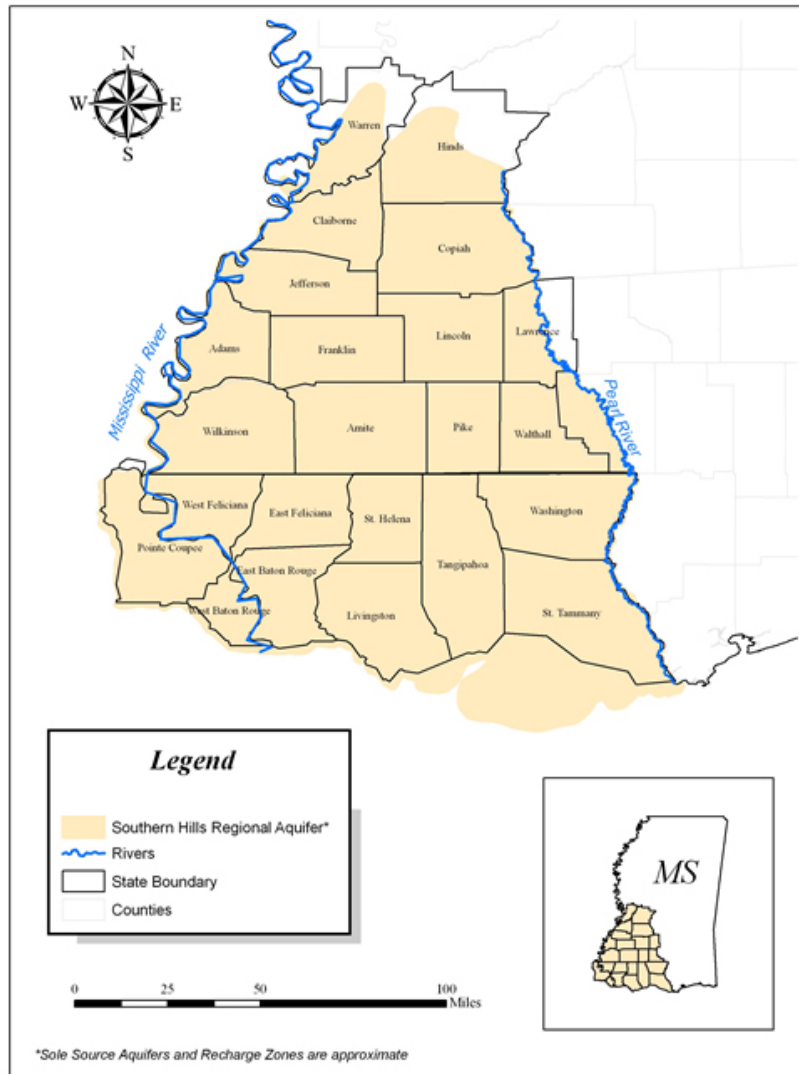 N
W
E
S
Warren
Hinds
Claiborne
Copiah
Jefferson
Lawrence
Adams
Franklin
Lincoln
Mississippi River
Pearl River
Wilkinson
Amite
Pike
Walthall
West Feliciana
East Feliciana
St. Helena
Washington
Pointe Coupee
East Baton Rouge
Tangipahoa
West Baton Rouge
Livingston
St. Tammany
Legend
Southern Hills Regional Aquifer*
Rivers
State Boundary
Counties
MS
0 25 50 100
Miles
*Sole Source Aquifers and Recharge Zones are approximate